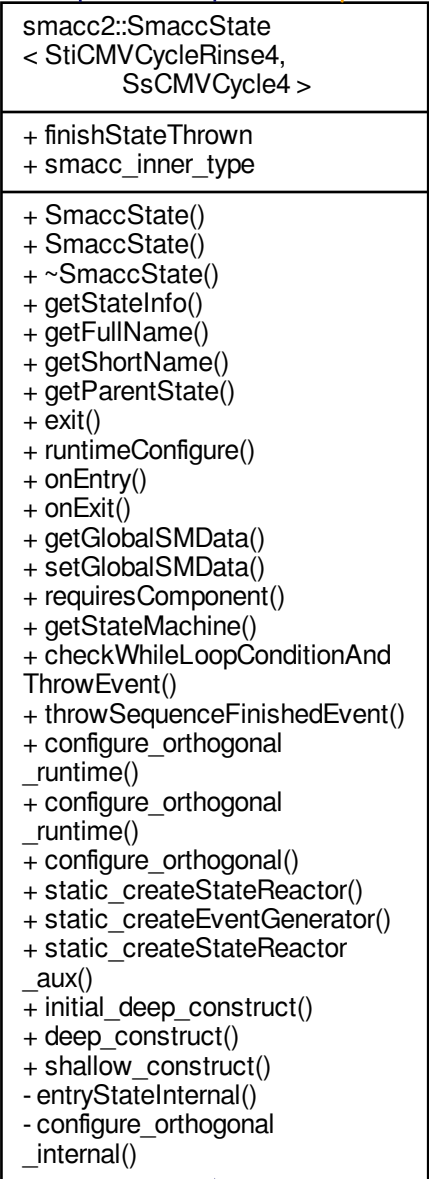 smacc2::SmaccState
< StiCMVCycleRinse4,
SsCMVCycle4 >
+ finishStateThrown
+ smacc_inner_type
+ SmaccState()
+ SmaccState()
+ ~SmaccState()
+ getStateInfo()
+ getFullName()
+ getShortName()
+ getParentState()
+ exit()
+ runtimeConfigure()
+ onEntry()
+ onExit()
+ getGlobalSMData()
+ setGlobalSMData()
+ requiresComponent()
+ getStateMachine()
+ checkWhileLoopConditionAnd
ThrowEvent()
+ throwSequenceFinishedEvent()
+ configure_orthogonal
_runtime()
+ configure_orthogonal
_runtime()
+ configure_orthogonal()
+ static_createStateReactor()
+ static_createEventGenerator()
+ static_createStateReactor
_aux()
+ initial_deep_construct()
+ deep_construct()
+ shallow_construct()
- entryStateInternal()
- configure_orthogonal
_internal()